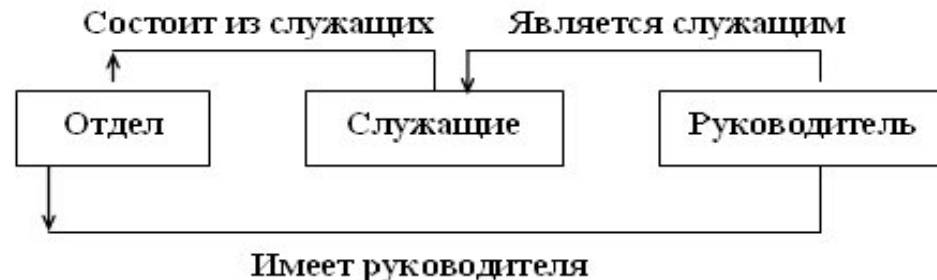 Состоит из служащих
Является служащим
Отдел
Служащие
Руководитель
Имеет руководителя